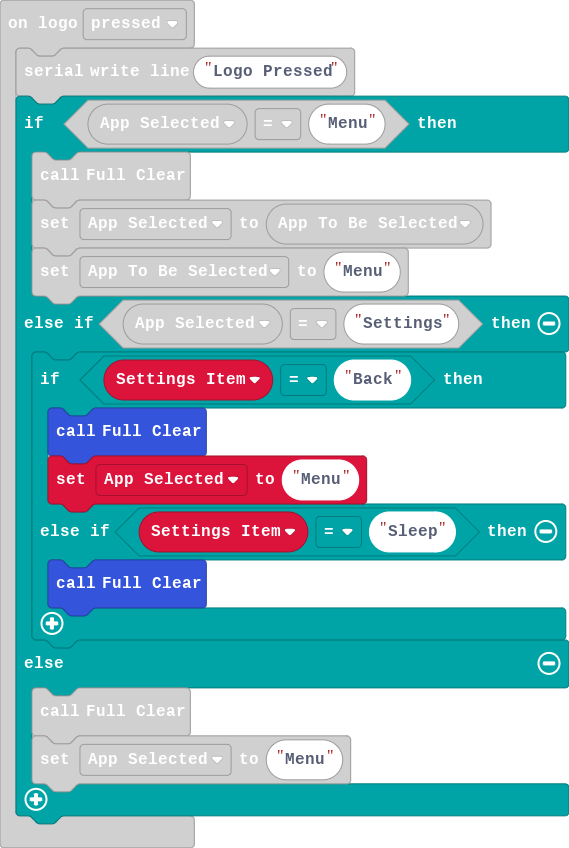 on logo pressed
serial write line "Logo Pressed"
if App Selected = "Menu" then
call Full Clear
set App Selected to App To Be Selected
set App To Be Selected to "Menu"
else if App Selected = "Settings" then
if Settings Item = "Back" then
call Full Clear
set App Selected to "Menu"
else if Settings Item = "Sleep" then
call Full Clear
else
call Full Clear
set App Selected to "Menu"